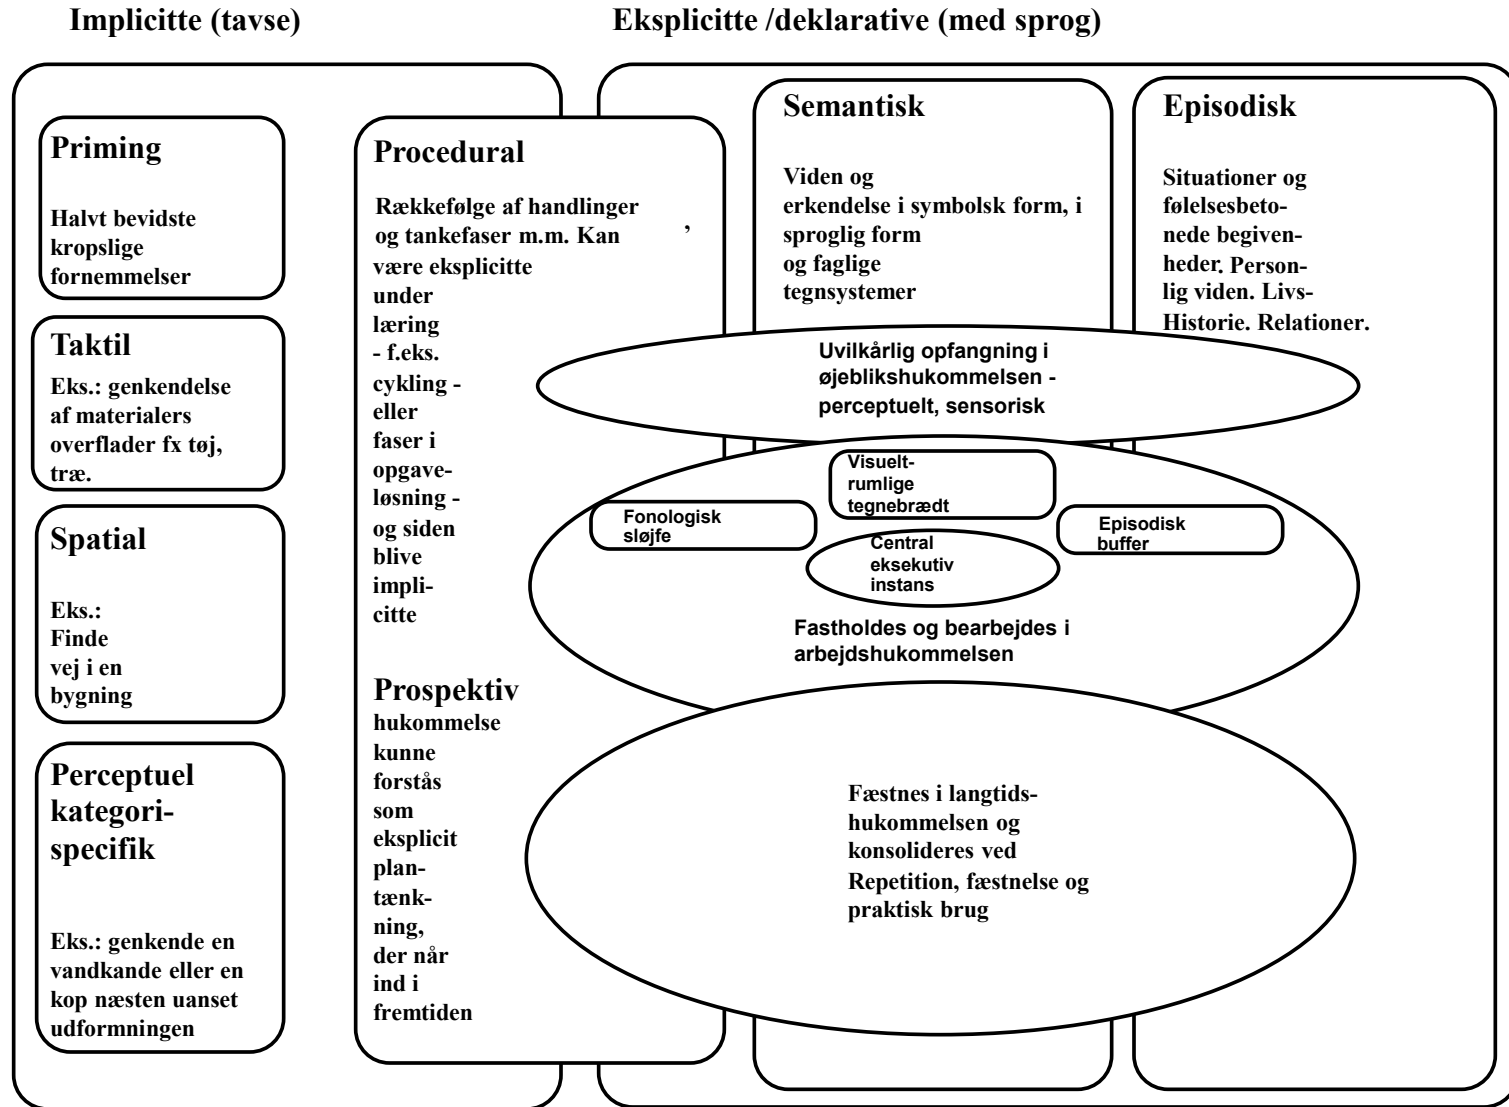 Implicitte (tavse)
Eksplicitte /deklarative (med sprog)
Priming
Halvt bevidste
kropslige
fornemmelser
Taktil
Eks.: genkendelse
af materialers
overflader fx tøj,
træ.
Spatial
Eks.:
Finde
vej i en
bygning
Perceptuel
kategori-
specifik
Eks.: genkende en
vandkande eller en
kop næsten uanset
udformningen
Procedural
Rækkefølge af handlinger
og tankefaser m.m. Kan ,
være eksplicitte
under
læring
- f.eks.
cykling -
eller
faser i
opgave-
løsning -
og siden
blive
impli-
citte
Prospektiv
hukommelse
kunne
forstås
som
eksplicit
plan-
tænk-
ning,
der når
ind i
fremtiden
Semantisk
Viden og
erkendelse i symbolsk form, i
sproglig form
og faglige
tegnsystemer
Episodisk
Situationer og
følelsesbeto-
nede begiven-
heder. Person-
lig viden. Livs-
Historie. Relationer.
Uvilkårlig opfangning i
øjeblikshukommelsen -
perceptuelt, sensorisk
Visuelt-
rumlige
tegnebrædt
Fonologisk
sløjfe
Episodisk
buffer
Central
eksekutiv
instans
Fastholdes og bearbejdes i
arbejdshukommelsen
Fæstnes i langtids-
hukommelsen og
konsolideres ved
Repetition, fæstnelse og
praktisk brug